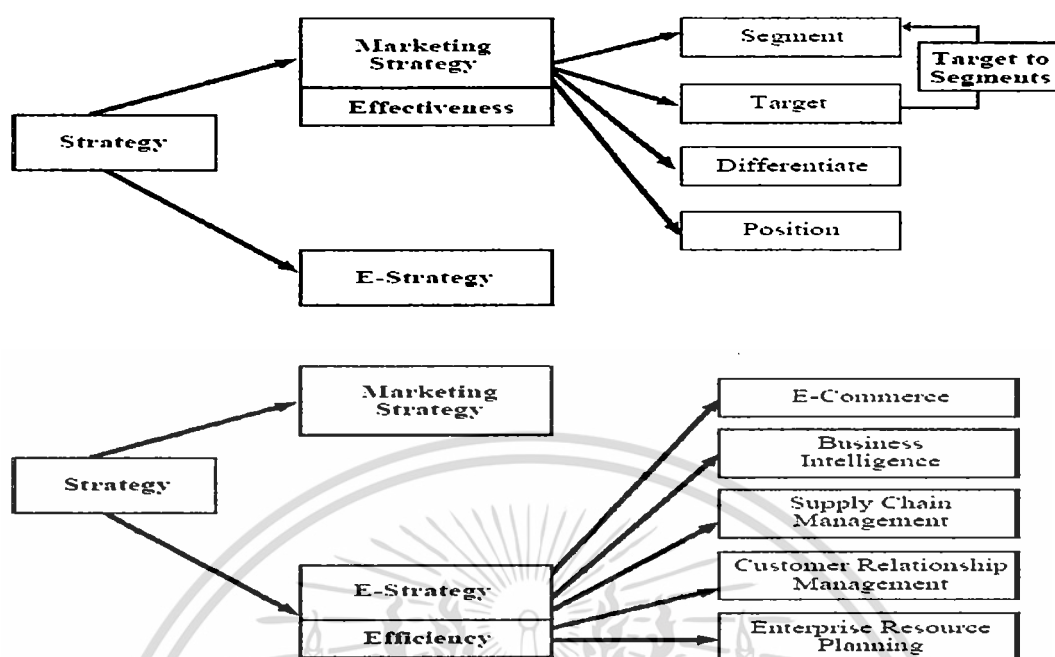 Marketing
Strategy
Effectiveness
Strategy
E-Strategy
Segment
Target
Differentiate
Position
Target to
Segments
Marketing
Strategy
Strategy
E-Strategy
Efficiency
E-Commerce
Business
Intelligence
Supply Chain
Management
Customer Relationship
Management
Enterprise Resource
Planning